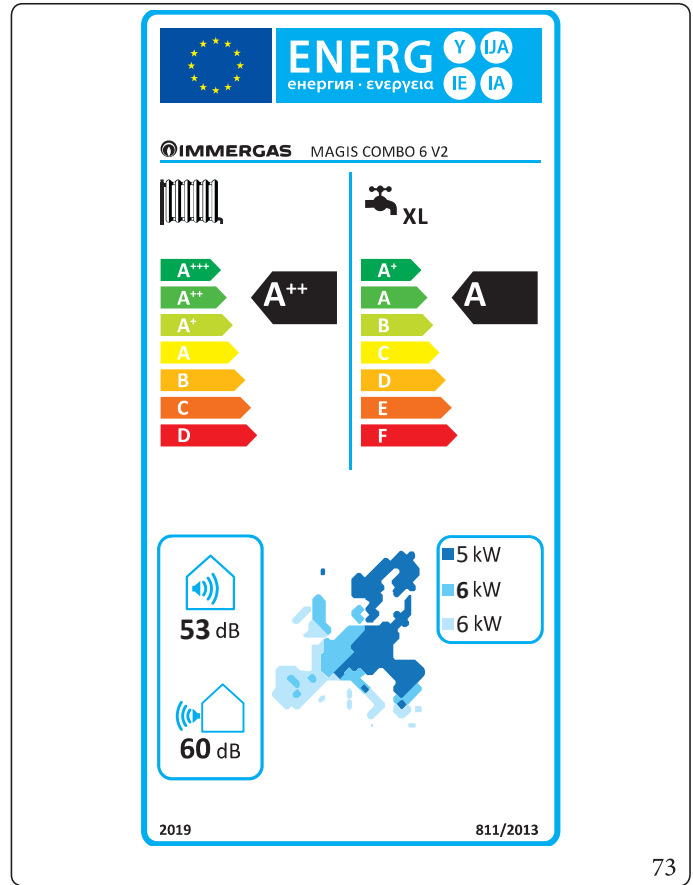 ENERG
енергия · ενεργεια
Y IJA
IE IA
IMMERGAS MAGIS COMBO 6 V2
XL
A+++
A++
A+
A
B
C
D
A++
A+
A
B
C
D
E
F
A
53 dB
60 dB
5 kW
6 kW
6 kW
2019
811/2013
73